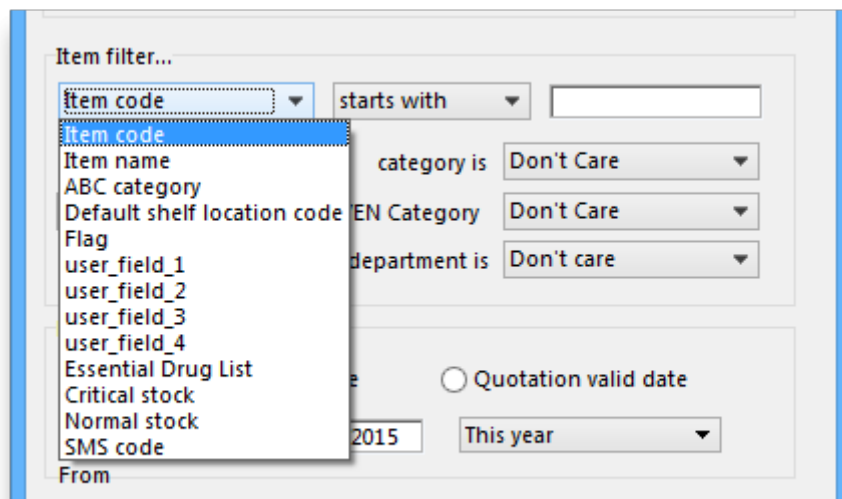 Item filter...
Item code starts with
Item code
Item name
category is Don't Care
ABC category
Default shelf location code EN Category Don't Care
Flag
department is Don't care
user_field_1
user_field_2
user_field_3
user_field_4
Essential Drug List
Critical stock
Quotation valid date
Normal stock
2015 This year
SMS code
From